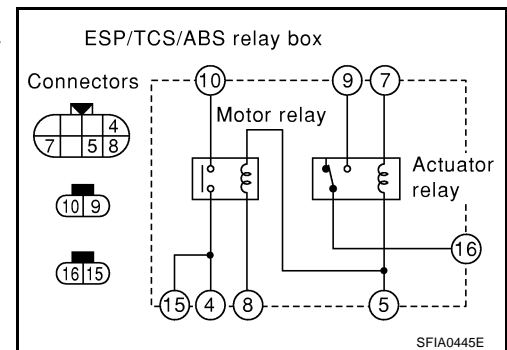 ESP/TCS/ABS relay box
Connectors
10 9 7
Motor relay
4
7 5 8
Actuator
relay
10 9
16
16 15
15 4 8 5
SFIA0445E